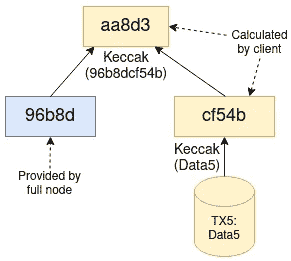 aa8d3
Calculated
by client
Keccak
(96b8dcf54b)
96b8d
cf54b
Keccak
(Data5)
Provided by
full node
TX5:
Data5